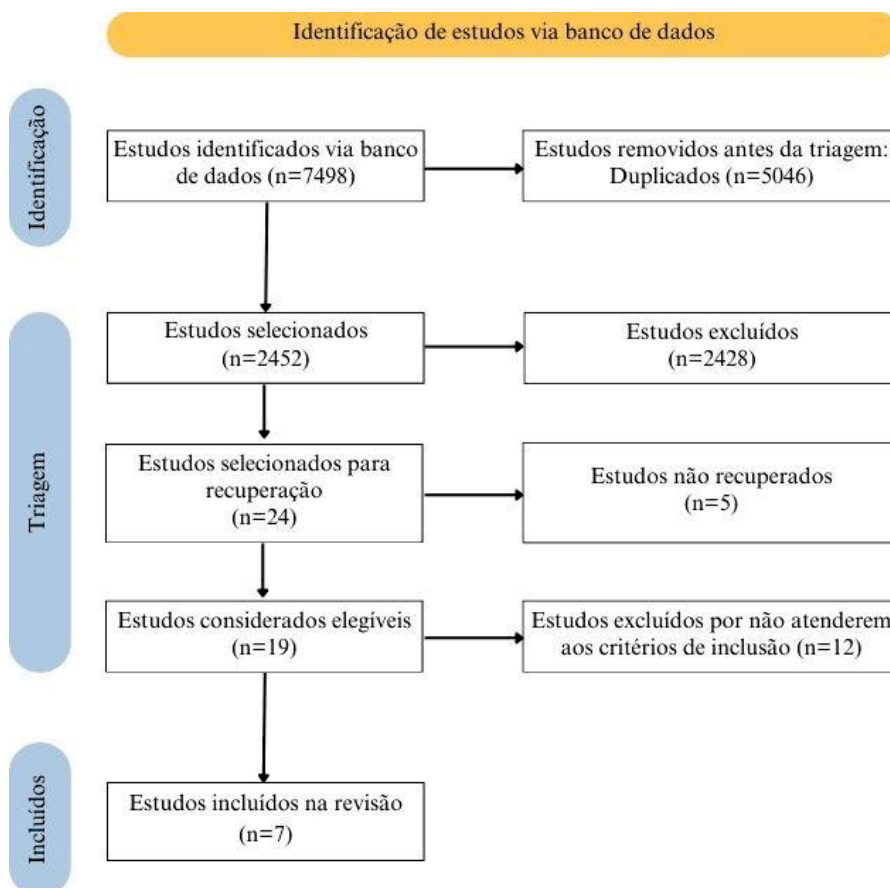 Identificação de estudos via banco de dados
Identificação
Estudos identificados via banco
de dados (n=7498)
Estudos removidos antes da triagem:
Duplicados (n=5046)
Triagem
Estudos selecionados
(n=2452)
Estudos excluídos
(n=2428)
Estudos selecionados para
recuperação
(n=24)
Estudos não recuperados
(n=5)
Estudos considerados elegíveis
(n=19)
Estudos excluídos por não atenderem
aos critérios de inclusão (n=12)
Incluídos
Estudos incluídos na revisão
(n=7)